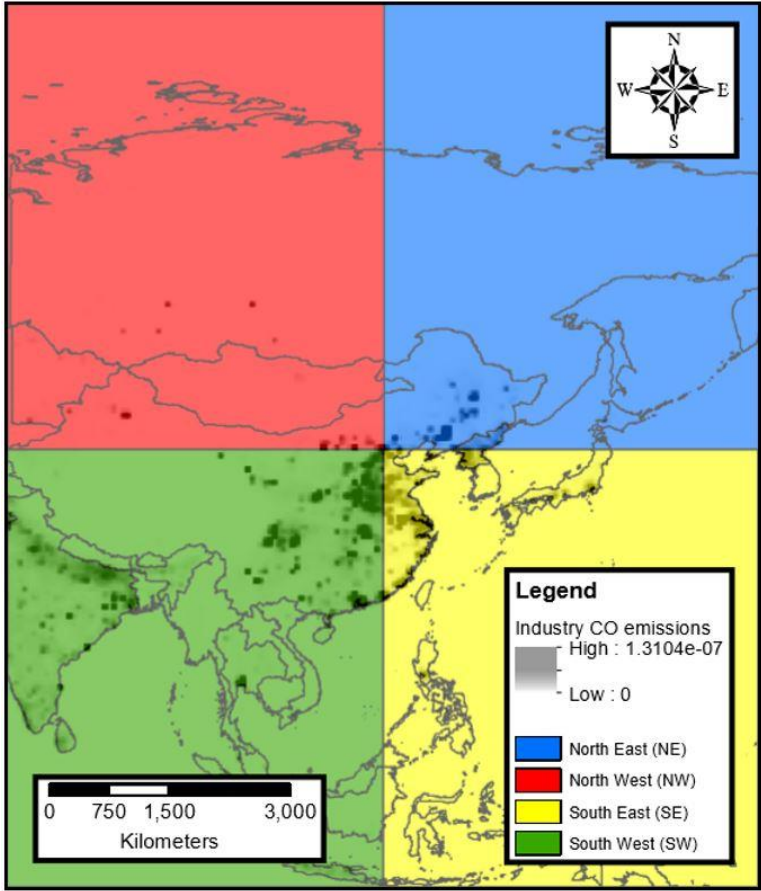 N
W E
S
Legend
Industry CO emissions
High : 1.3104e-07
Low : 0
North East (NE)
North West (NW)
South East (SE)
South West (SW)
0 750 1,500 3,000
Kilometers